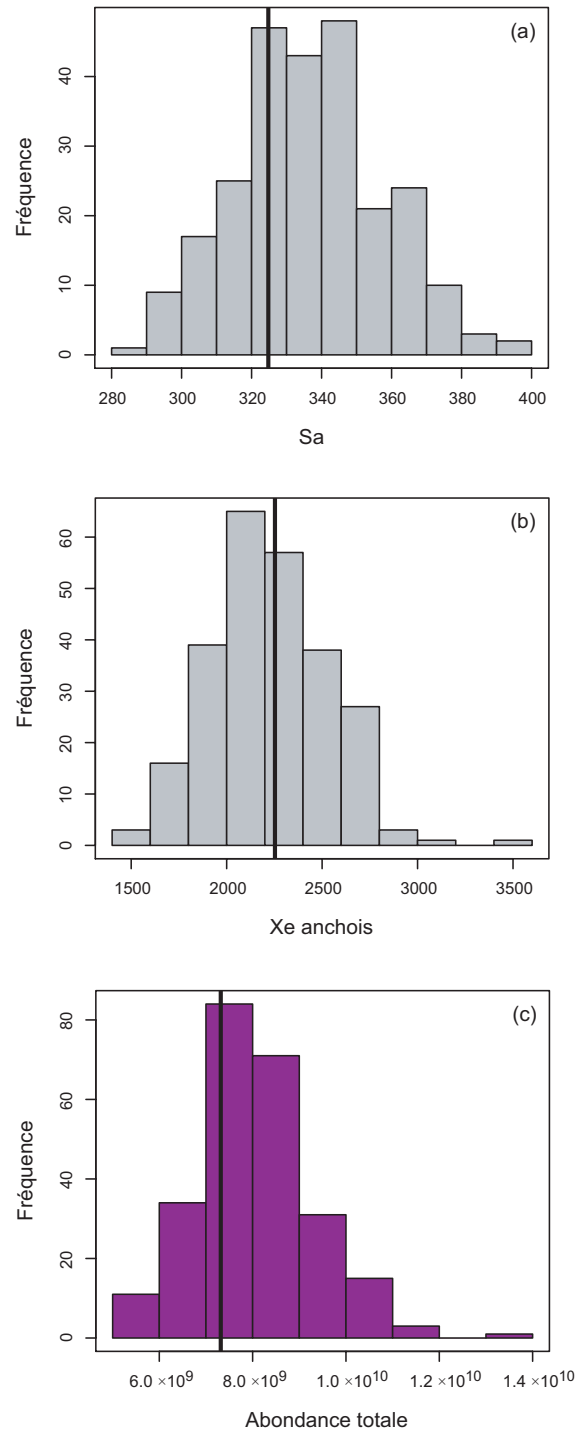 (a)
Fréquence
40
30
20
10
0
280 300 320 340 360 380 400
Sa
(b)
Fréquence
60
50
40
30
20
10
0
1500 2000 2500 3000 3500
Xe anchois
(c)
Fréquence
80
60
40
20
0
6.0 ×10⁹ 8.0 ×10⁹ 1.0 ×10¹⁰ 1.2 ×10¹⁰ 1.4 ×10¹⁰
Abondance totale